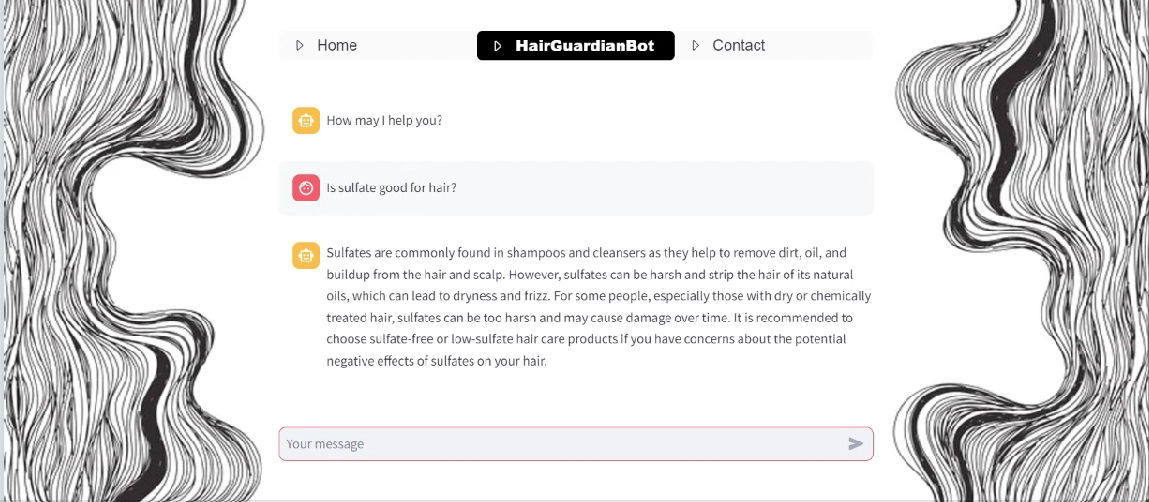 Home
HairGuardianBot
Contact
How may I help you?
Is sulfate good for hair?
Sulfates are commonly found in shampoos and cleansers as they help to remove dirt, oil, and
buildup from the hair and scalp. However, sulfates can be harsh and strip the hair of its natural
oils, which can lead to dryness and frizz. For some people, especially those with dry or chemically
treated hair, sulfates can be too harsh and may cause damage over time. It is recommended to
choose sulfate-free or low-sulfate hair care products if you have concerns about the potential
negative effects of sulfates on your hair.
Your message